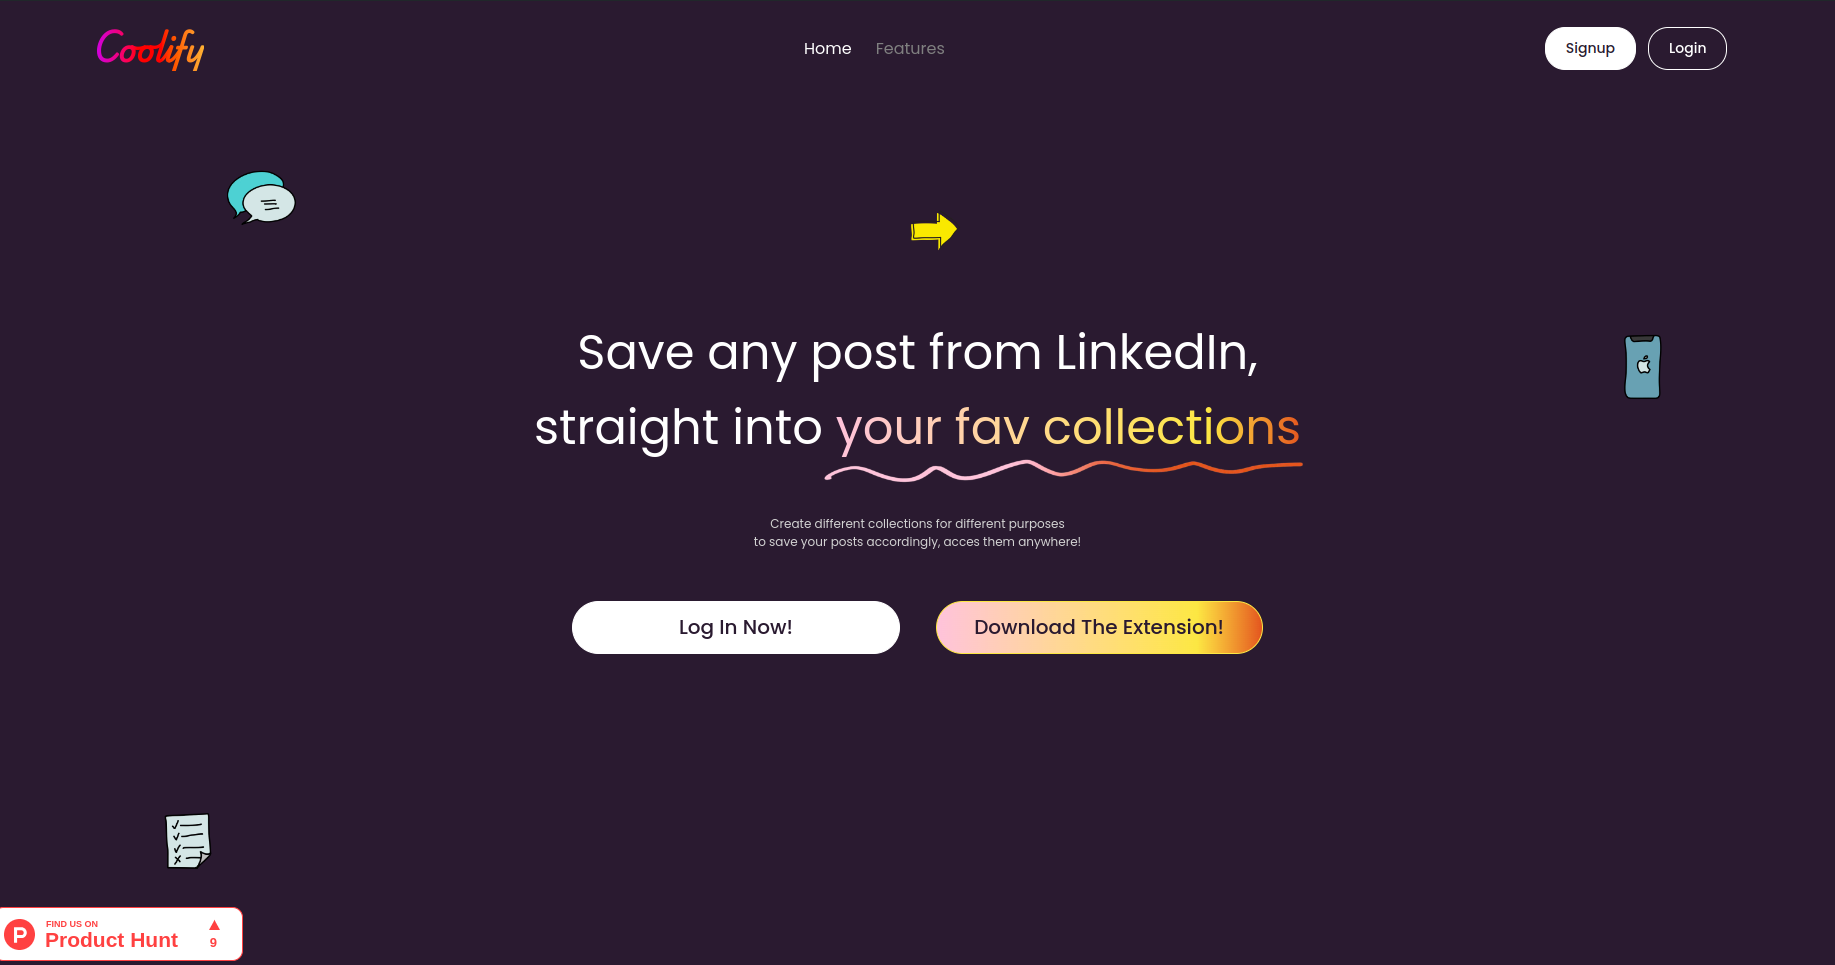 Coolify
Home Features
Signup Login
Save any post from LinkedIn,
straight into your fav collections
Create different collections for different purposes
to save your posts accordingly, acces them anywhere!
Log In Now! Download The Extension!
FIND US ON
P Product Hunt ▲ 9